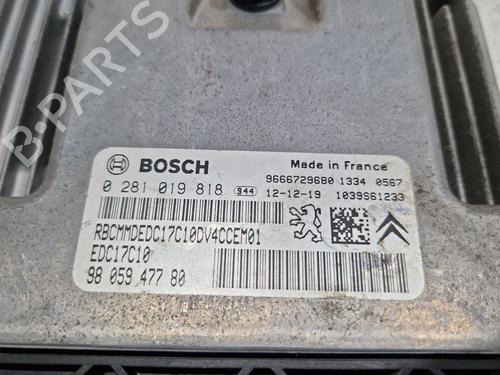 B-PARTS
BOSCH Made in France
0 281 019 818 944 9666729680 1334 0567
12-12-19 1039S61233
RBCMMDEDC17C10DV4CCEM01
EDC17C10
98 059 477 80